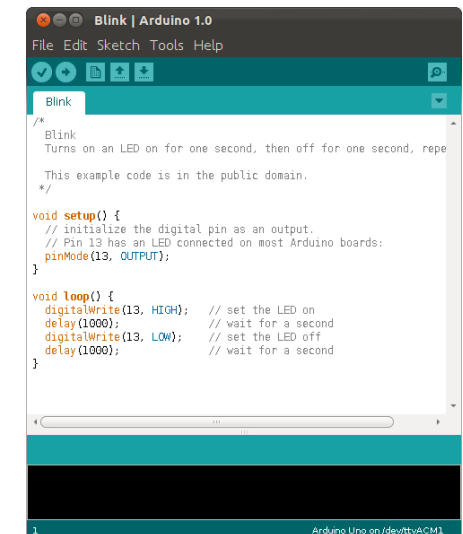 Blink | Arduino 1.0
File Edit Sketch Tools Help
Blink
/*
  Blink
  Turns on an LED on for one second, then off for one second, repe

  This example code is in the public domain.
 */

void setup() {
  // initialize the digital pin as an output.
  // Pin 13 has an LED connected on most Arduino boards:
  pinMode(13, OUTPUT);
}

void loop() {
  digitalWrite(13, HIGH);   // set the LED on
  delay(1000);              // wait for a second
  digitalWrite(13, LOW);    // set the LED off
  delay(1000);              // wait for a second
}
1
Arduino Uno on /dev/ttyACM1